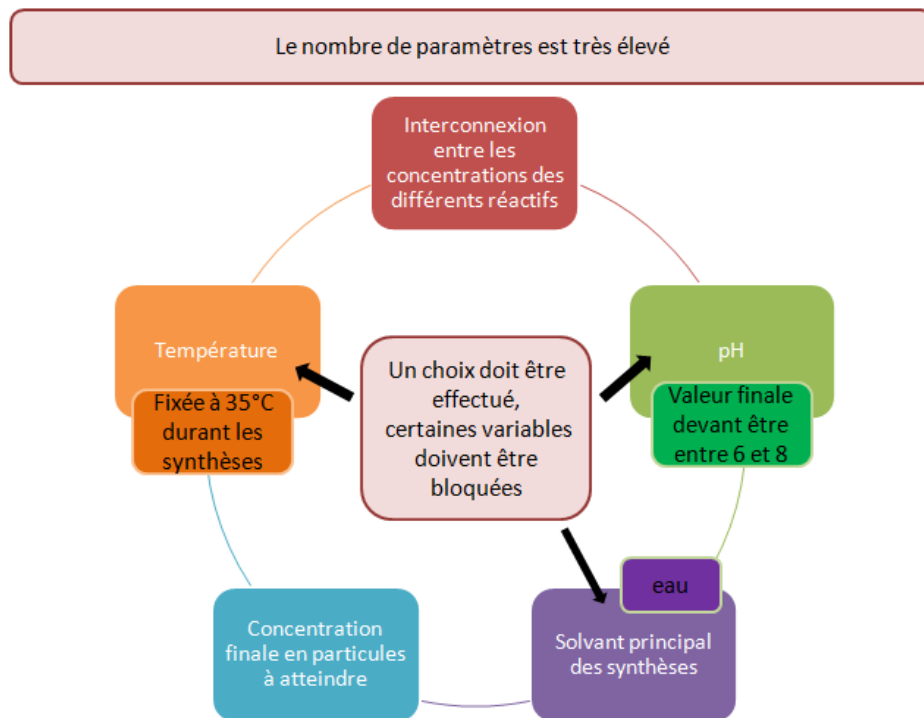 Le nombre de paramètres est très élevé
Interconnexion
entre les
concentrations des
différents réactifs
Température
Fixée à 35°C
durant les
synthèses
Un choix doit être
effectué,
certaines variables
doivent être
bloquées
pH
Valeur finale
devant être
entre 6 et 8
Concentration
finale en particules
à atteindre
eau
Solvant principal
des synthèses